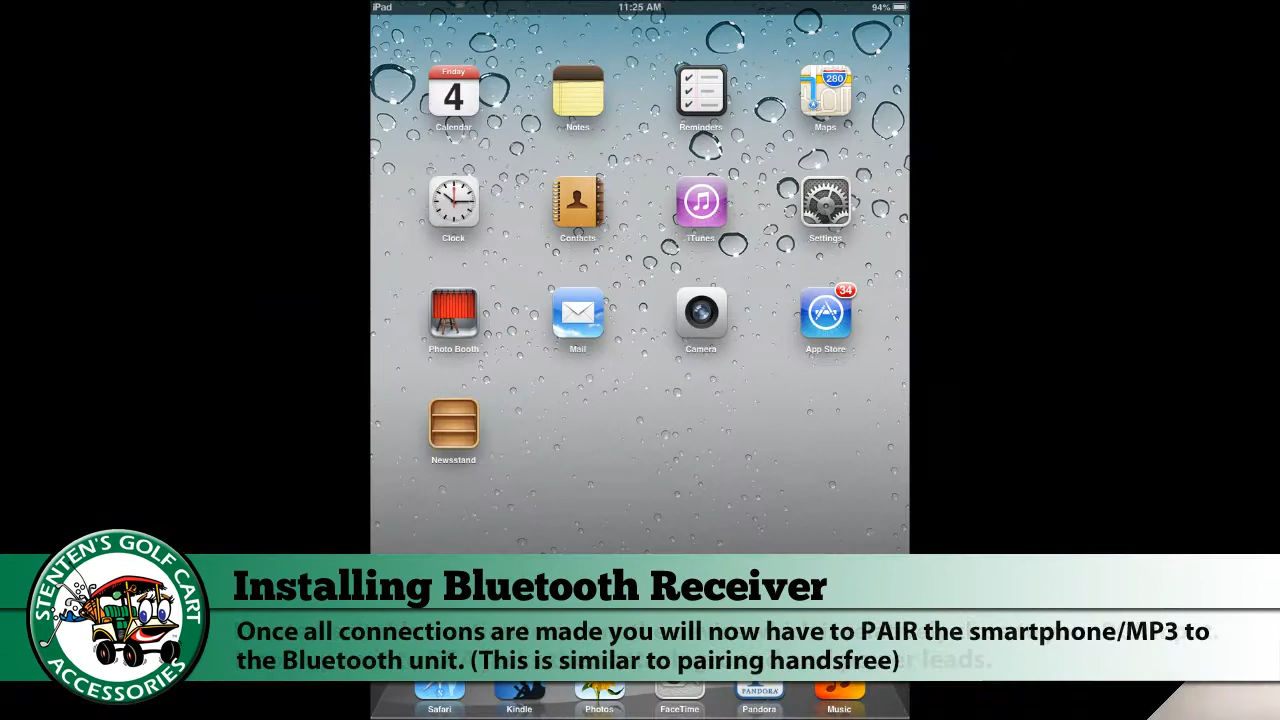 iPad
11:25 AM
94%
Friday
4
280
Calendar
Notes
Reminders
Maps
Clock
Contacts
iTunes
Settings
34
Photo Booth
Mail
Camera
App Store
Newsstand
STENTEN'S GOLF CART
ACCESSORIES
Installing Bluetooth Receiver
Once all connections are made you will now have to PAIR the smartphone/MP3 to
the Bluetooth unit. (This is similar to pairing handsfree)
leads.
PANDORA
Safari
Kindle
Photos
FaceTime
Pandora
Music